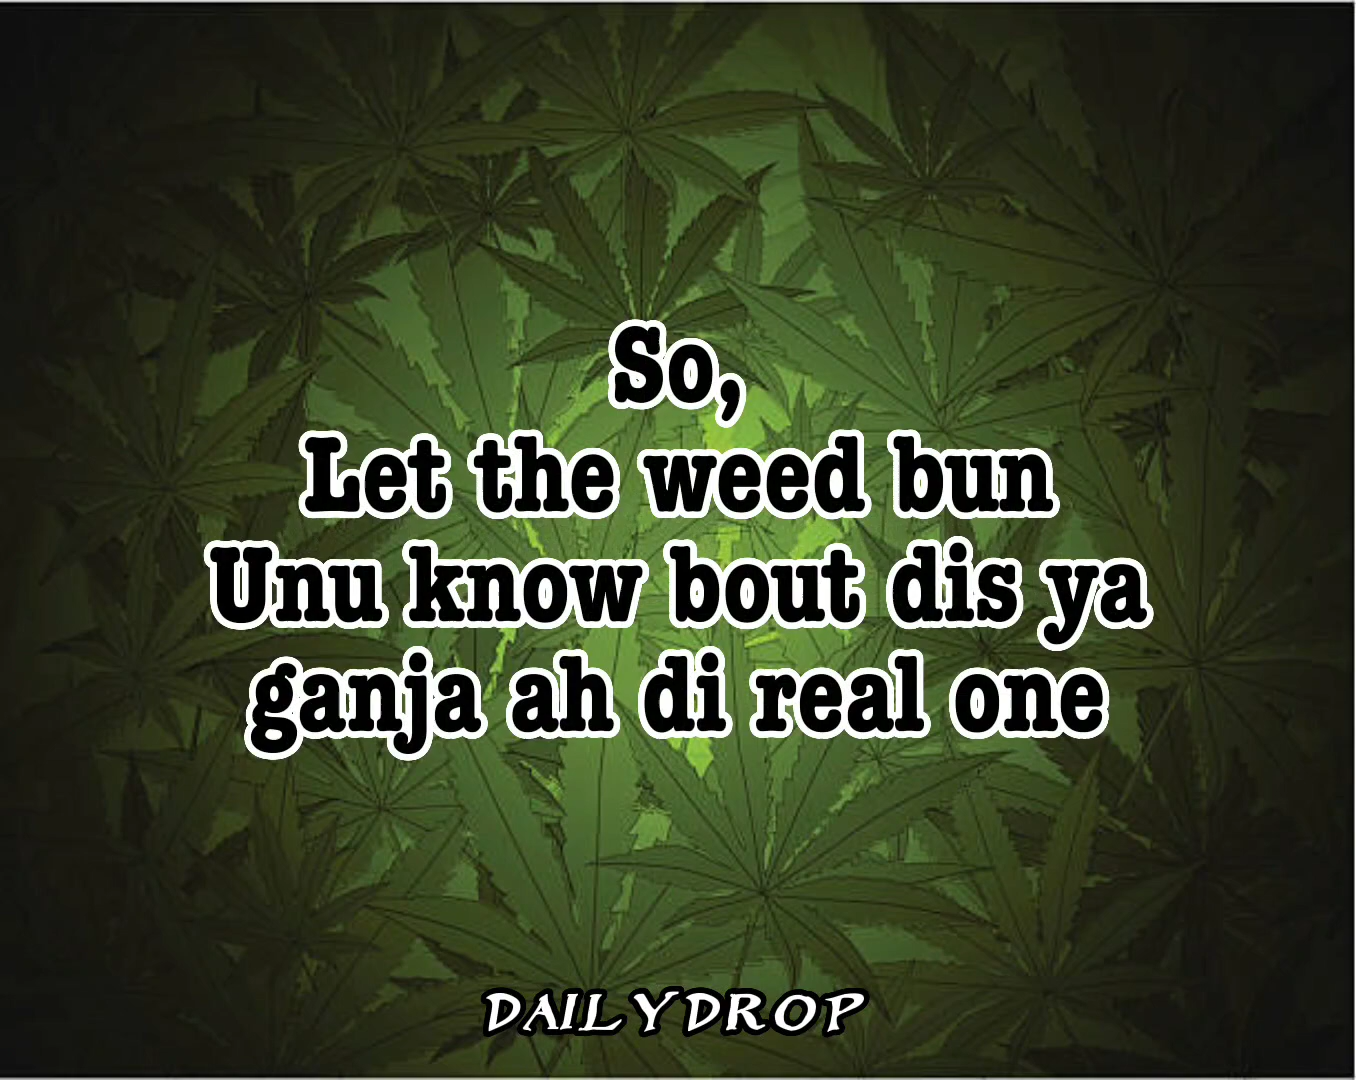 So,
Let the weed bun
Unu know bout dis ya
ganja ah di real one
DAILYDROP